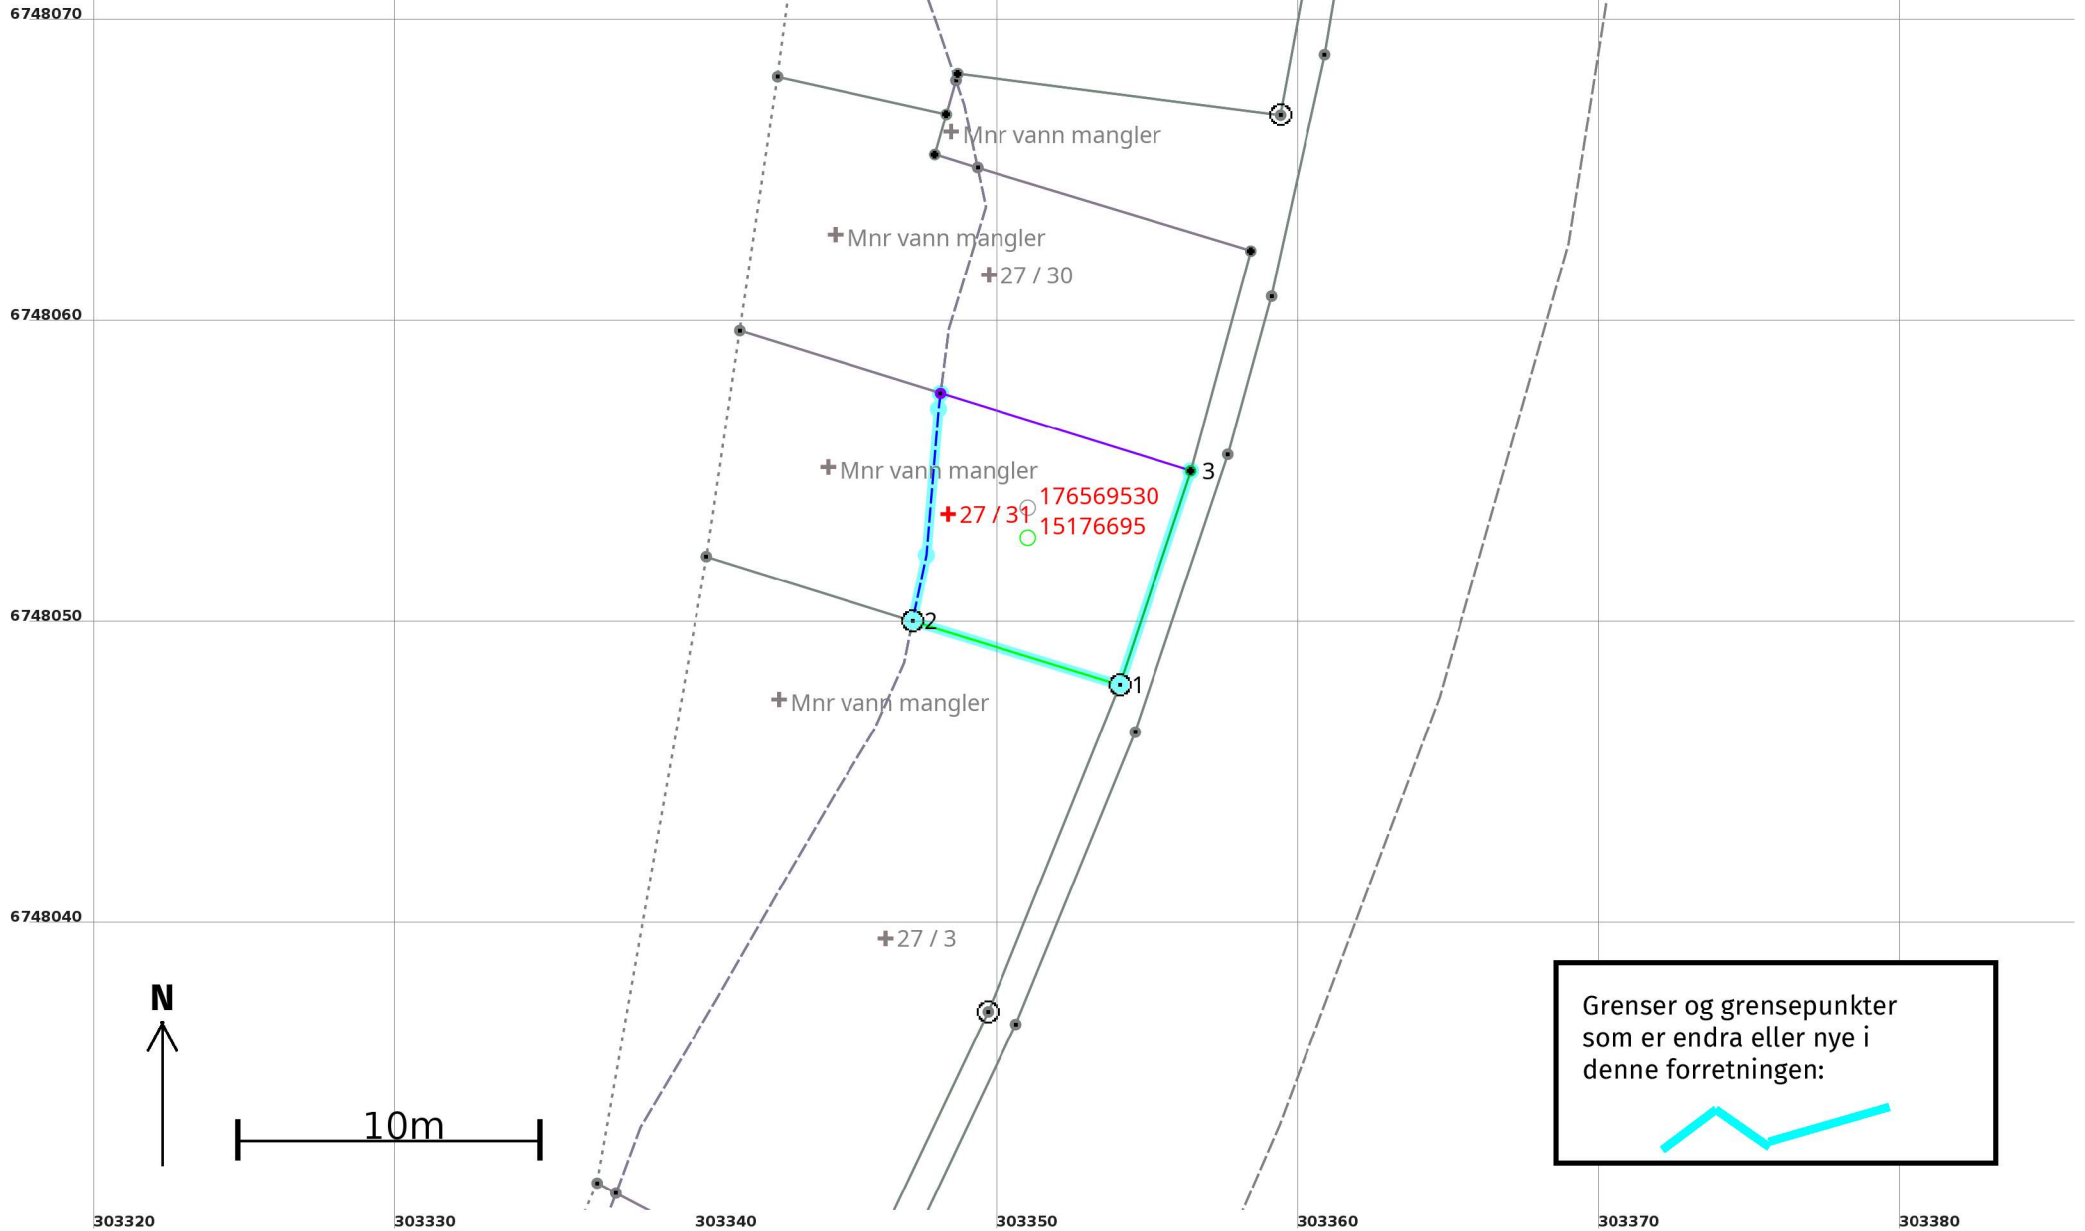 6748070
Mnr vann mangler
Mnr vann mangler
27 / 30
6748060
Mnr vann mangler
3
176569530
27 / 31
15176695
6748050
2
1
Mnr vann mangler
6748040
27 / 3
N
10m
Grenser og grensepunkter
som er endra eller nye i
denne forretningen:
303320
303330
303340
303350
303360
303370
303380